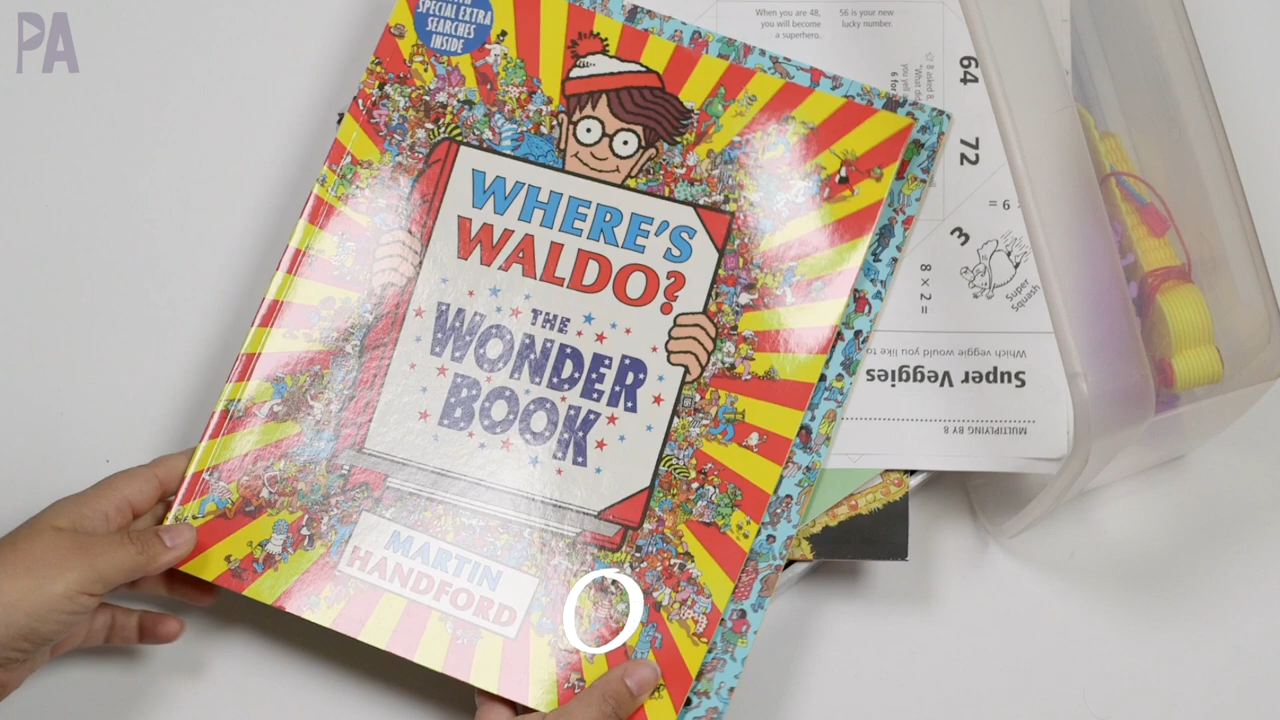 PA
SPECIAL EXTRA
SEARCHES
INSIDE
WHERE'S
WALDO?
THE
WONDER
BOOK
MARTIN
HANDFORD
When you are 48,
you will become
a superhero.
56 is your new
lucky number.
64
72
3
8 × 2 =
Super
Squash
Which veggie would you like to
Super Veggies
MULTIPLYING BY 8